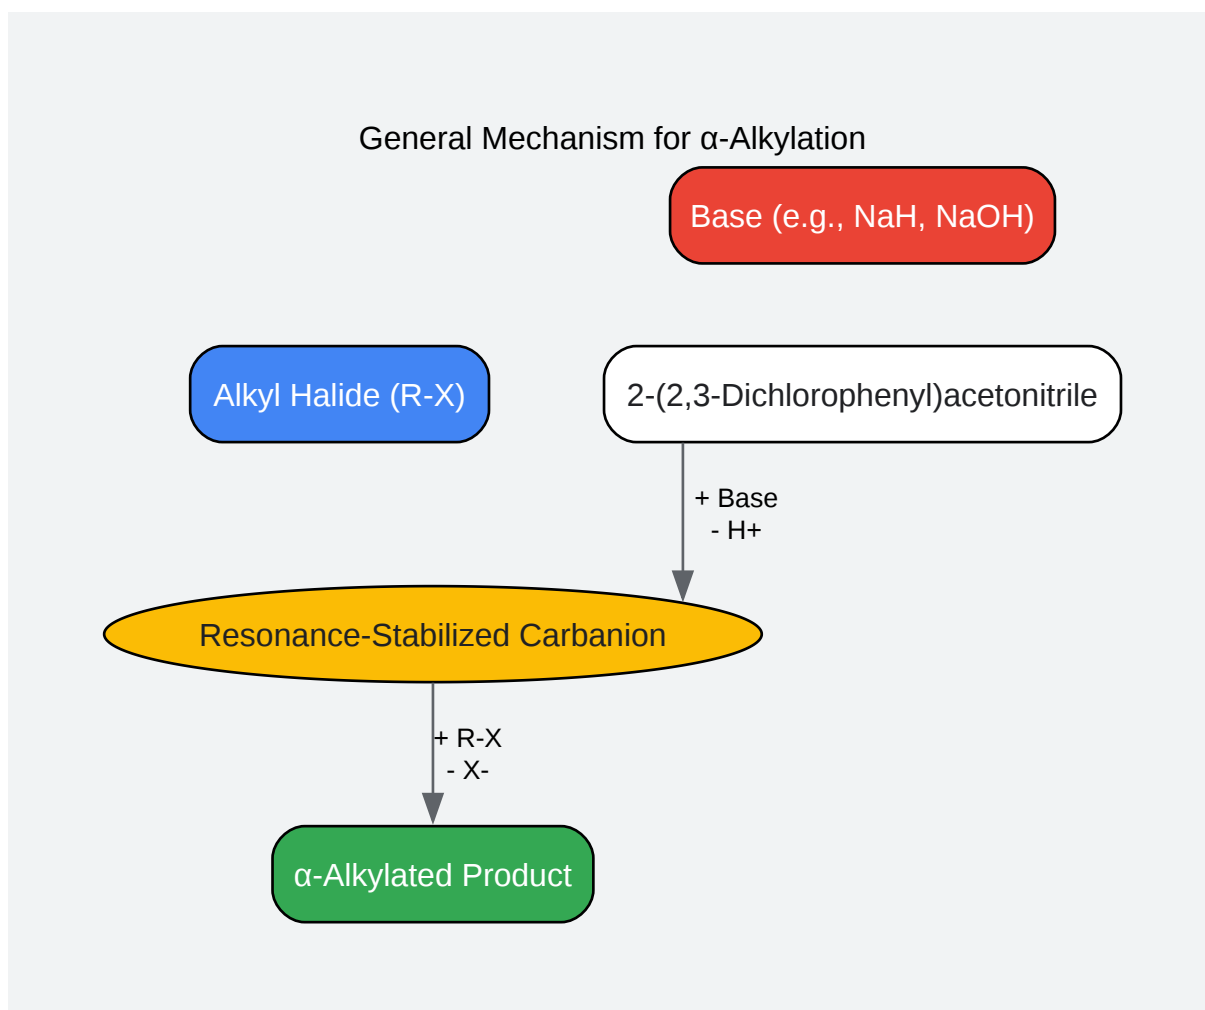 General Mechanism for α-Alkylation
Base (e.g., NaH, NaOH)
Alkyl Halide (R-X)
2-(2,3-Dichlorophenyl)acetonitrile
+ Base
- H+
Resonance-Stabilized Carbanion
+ R-X
- X-
α-Alkylated Product